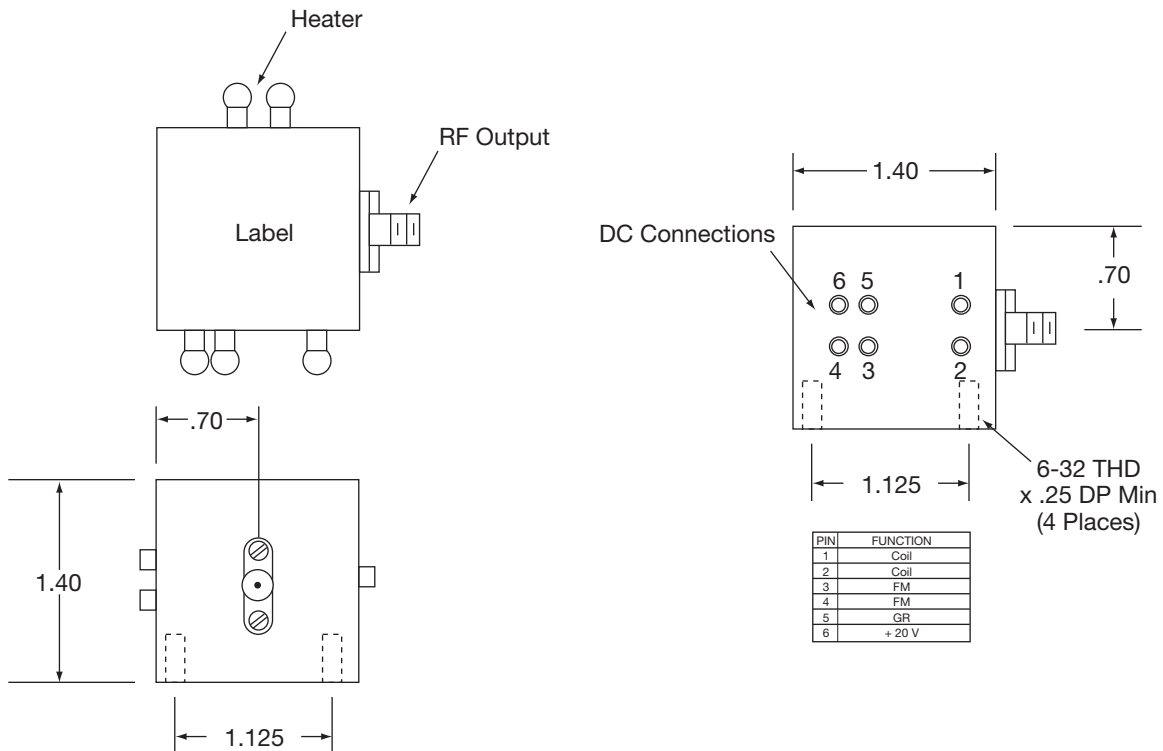 Heater
RF Output
Label
1.40
DC Connections
.70
6 5 1
4 3 2
.70
1.125
6-32 THD
x .25 DP Min
(4 Places)
1.40
1.125
PIN FUNCTION
1 Coil
2 Coil
3 FM
4 FM
5 GR
6 + 20 V